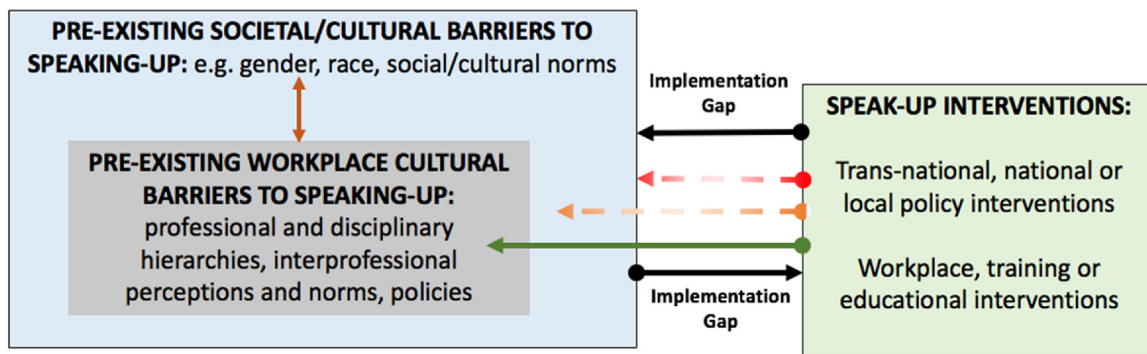 PRE-EXISTING SOCIETAL/CULTURAL BARRIERS TO
SPEAKING-UP: e.g. gender, race, social/cultural norms
PRE-EXISTING WORKPLACE CULTURAL
BARRIERS TO SPEAKING-UP:
professional and disciplinary
hierarchies, interprofessional
perceptions and norms, policies
Implementation
Gap
Implementation
Gap
SPEAK-UP INTERVENTIONS:
Trans-national, national or
local policy interventions
Workplace, training or
educational interventions